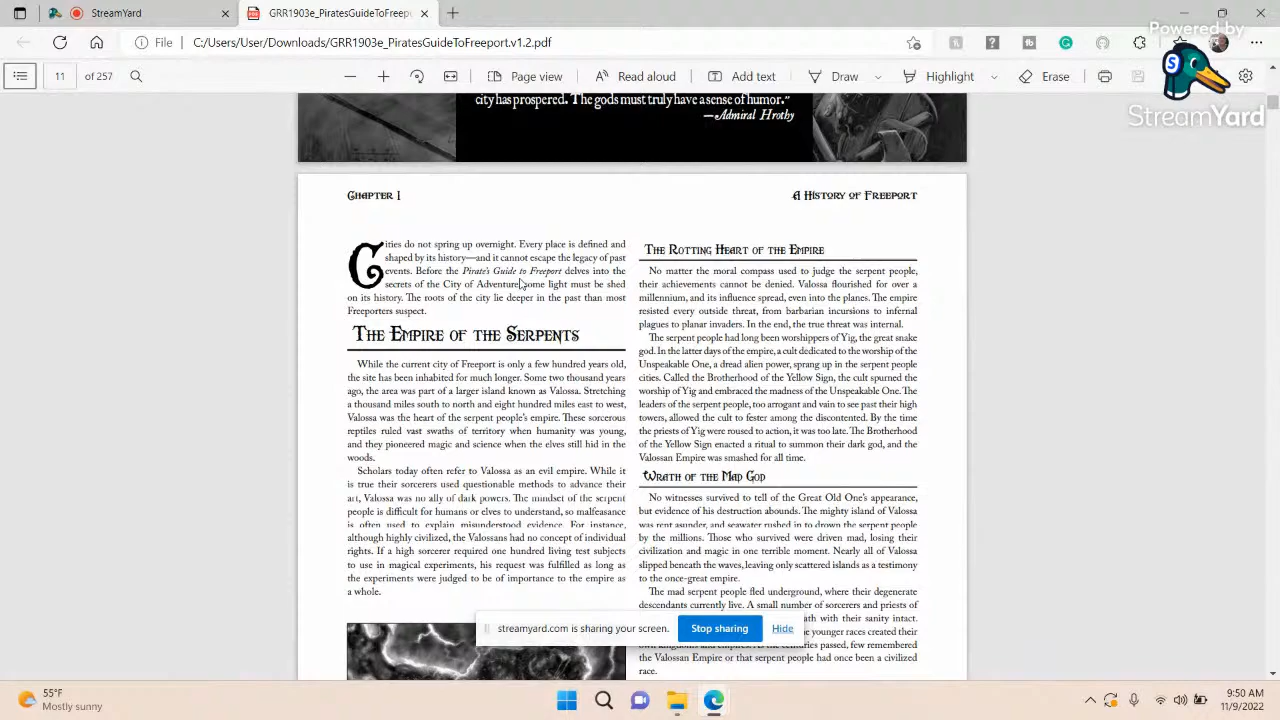 StreamYard
GRR1903e_PiratesGuideToFreep
File
C:/Users/User/Downloads/GRR1903e_PiratesGuideToFreeport.v1.2.pdf
Powered by
StreamYard
11 of 257
Page view
Read aloud
Add text
Draw
Highlight
Erase
city has prospered. The gods must truly have a sense of humor."
—Admiral Hrothy
Chapter 1
A History of Freeport
Cities do not spring up overnight. Every place is defined and
shaped by its history—and it cannot escape the legacy of past
events. Before the Pirate's Guide to Freeport delves into the
secrets of the City of Adventure, some light must be shed
on its history. The roots of the city lie deeper in the past than most
Freeporters suspect.
The Empire of the Serpents
While the current city of Freeport is only a few hundred years old,
the site has been inhabited for much longer. Some two thousand years
ago, the area was part of a larger island known as Valossa. Stretching
a thousand miles south to north and eight hundred miles east to west,
Valossa was the heart of the serpent people's empire. These sorcerous
reptiles ruled vast swaths of territory when humanity was young,
and they pioneered magic and science when the elves still hid in the
woods.
Scholars today often refer to Valossa as an evil empire. While it
is true their sorcerers used questionable methods to advance their
art, Valossa was no ally of dark powers. The mindset of the serpent
people is difficult for humans or elves to understand, so malfeasance
is often used to explain misunderstood evidence. For instance,
although highly civilized, the Valossans had no concept of individual
rights. If a high sorcerer required one hundred living test subjects
to use in magical experiments, his request was fulfilled as long as
the experiments were judged to be of importance to the empire as
a whole.
The Rotting Heart of the Empire
No matter the moral compass used to judge the serpent people,
their achievements cannot be denied. Valossa flourished for over a
millennium, and its influence spread, even into the planes. The empire
resisted every outside threat, from barbarian incursions to infernal
plagues to planar invaders. In the end, the true threat was internal.
The serpent people had long been worshippers of Yig, the great snake
god. In the latter days of the empire, a cult dedicated to the worship of the
Unspeakable One, a dread alien power, sprang up in the serpent people
cities. Called the Brotherhood of the Yellow Sign, the cult spurned the
worship of Yig and embraced the madness of the Unspeakable One. The
leaders of the serpent people, too arrogant and vain to see past their high
towers, allowed the cult to fester among the discontented. By the time
the priests of Yig were roused to action, it was too late. The Brotherhood
of the Yellow Sign enacted a ritual to summon their dark god, and the
Valossan Empire was smashed for all time.
Wrath of the Mad God
No witnesses survived to tell of the Great Old One's appearance,
but evidence of his destruction abounds. The mighty island of Valossa
was rent asunder, and seawater rushed in to drown the serpent people
by the millions. Those who survived were driven mad, losing their
civilization and magic in one terrible moment. Nearly all of Valossa
slipped beneath the waves, leaving only scattered islands as a testimony
to the once-great empire.
The mad serpent people fled underground, where their degenerate
descendants currently live. A small number of sorcerers and priests of
ath with their sanity intact.
e younger races created their
own kingdoms and empires. As the centuries passed, few remembered
the Valossan Empire or that serpent people had once been a civilized
race.
streamyard.com is sharing your screen.
Stop sharing
Hide
55°F
Mostly sunny
9:50 AM
11/9/2022